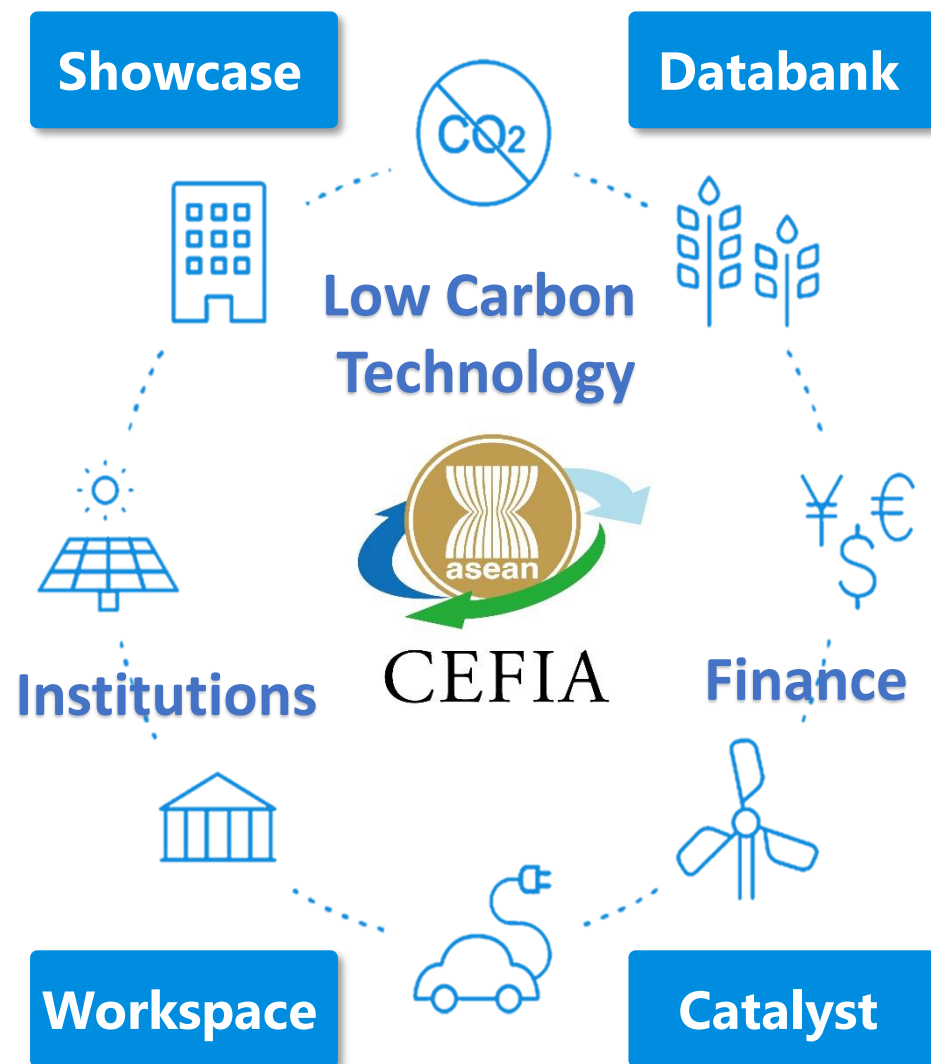 Showcase
Databank
CO2
Low Carbon
Technology
¥ € $
asean
CEFIA
Institutions
Finance
Workspace
Catalyst